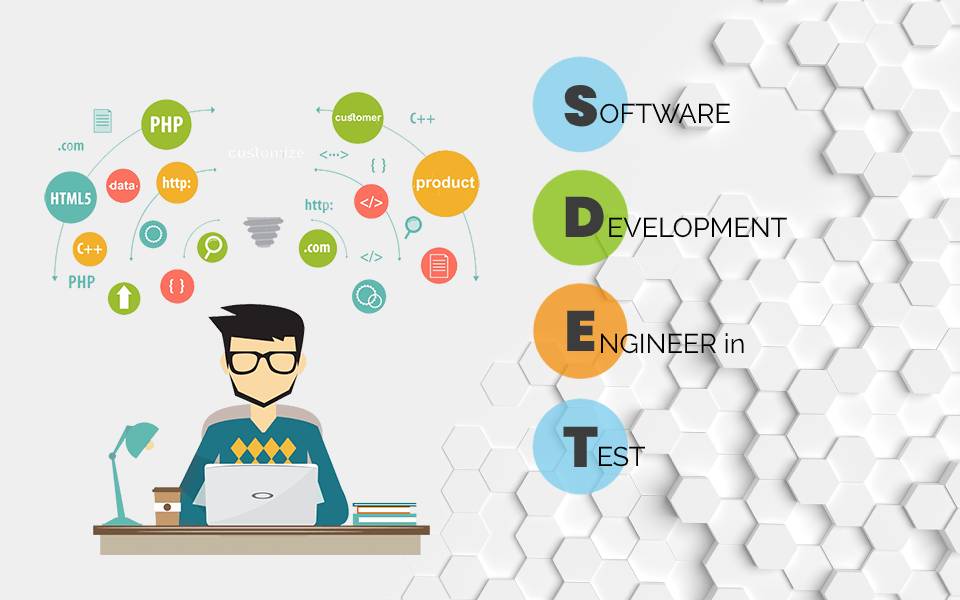 PHP
customer
C++
.com
customize
<···>
{ }
HTML5
·data·
http:
</>
product
http:
C++
.com
</>
PHP
{ }
SOFTWARE
DEVELOPMENT
ENGINEER in
TEST